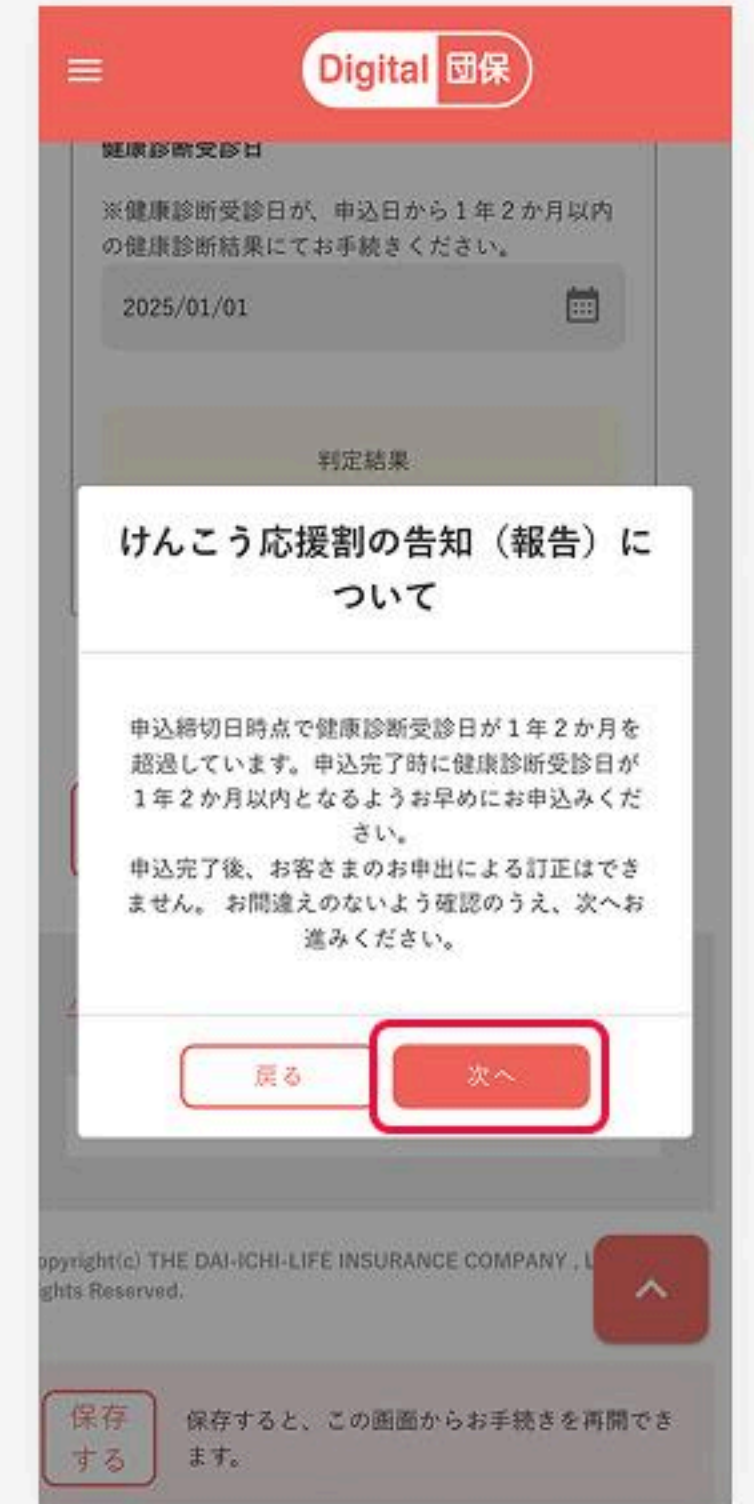 Digital 団保
健康診断受診日
※健康診断受診日が、申込日から1年2か月以内
の健康診断結果にてお手続きください。
2025/01/01
判定結果
けんこう応援割の告知（報告）に
ついて
申込締切日時点で健康診断受診日が1年2か月を
超過しています。申込完了時に健康診断受診日が
1年2か月以内となるようお早めにお申込みくだ
さい。
申込完了後、お客さまのお申出による訂正はでき
ません。 お間違えのないよう確認のうえ、次へお
進みください。
戻る
次へ
opyright(c) THE DAI-ICHI-LIFE INSURANCE COMPANY , L
ghts Reserved.
保存
する
保存すると、この画面からお手続きを再開でき
ます。